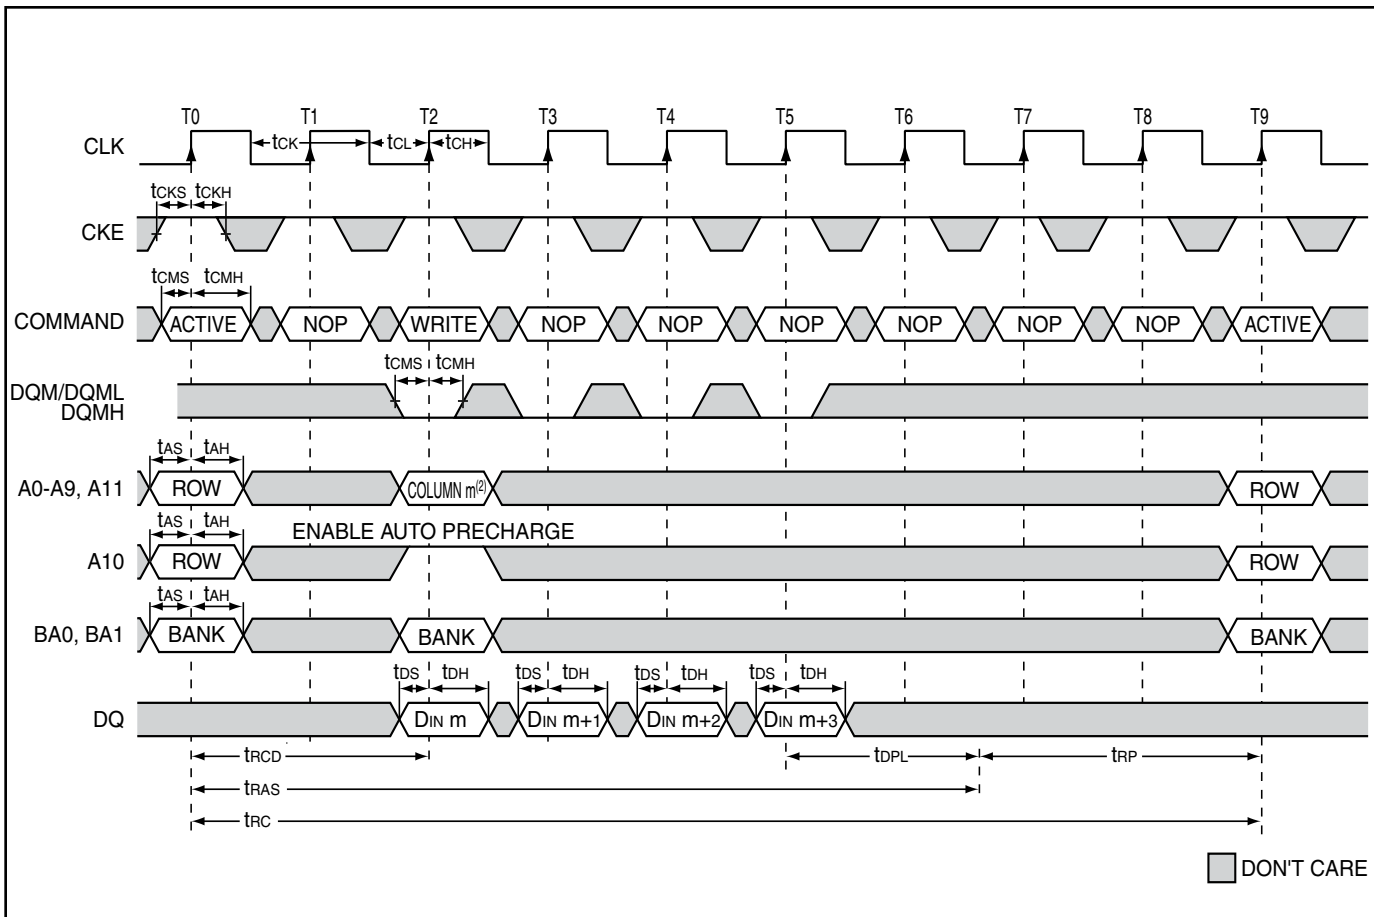 T0 T1 T2 T3 T4 T5 T6 T7 T8 T9
CLK tCK tCL tCH
tCKS tCKH
CKE
tCMS tCMH
COMMAND ACTIVE NOP WRITE NOP NOP NOP NOP NOP NOP ACTIVE
tCMS tCMH
DQM/DQML
DQMH
tAS tAH
A0-A9, A11 ROW COLUMN m(2) ROW
tAS tAH ENABLE AUTO PRECHARGE
A10 ROW ROW
tAS tAH
BA0, BA1 BANK BANK BANK
tDS tDH tDS tDH tDS tDH tDS tDH
DQ DIN m DIN m+1 DIN m+2 DIN m+3
tRCD tDPL tRP
tRAS
tRC
DON'T CARE